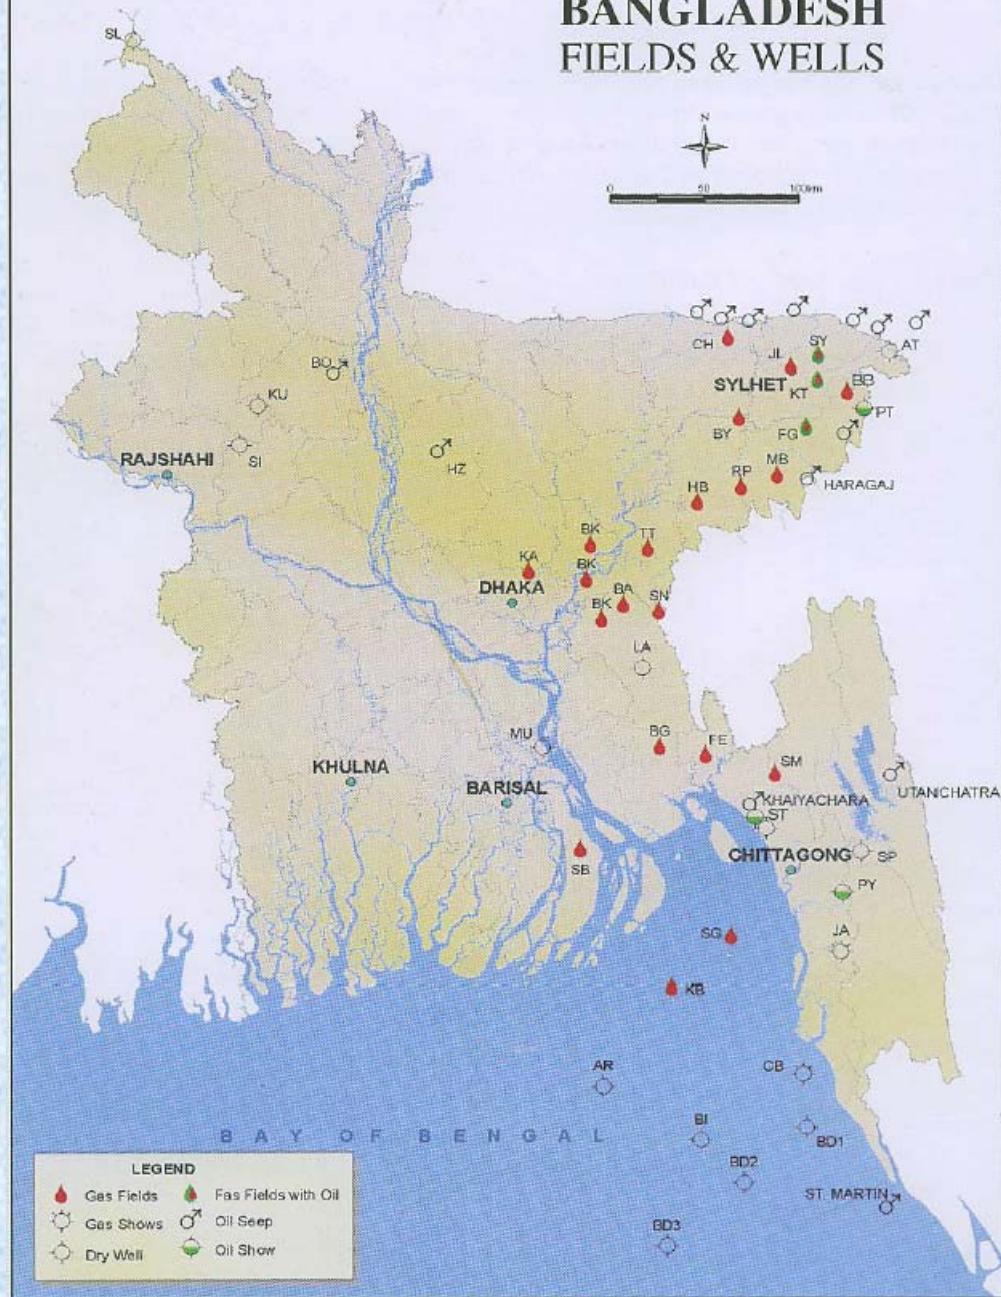 BANGLADESH
FIELDS & WELLS
SL
N
0 50 100km
CH
JL
SY
AT
SYLHET
KT
BB
PT
BO
KU
BY
FG
SI
RAJSHAHI
HZ
MB
RP
HARAGAJ
HB
BK
TT
KA
BK
DHAKA
BK
BA
SN
LA
MU
BG
FE
SM
KHULNA
BARISAL
UTANCHATRA
KHAIYACHARA
ST
CHITTAGONG
SP
SB
PY
JA
SG
KB
AR
CB
BAY OF BENGAL
BI
BD1
BD2
ST. MARTIN
BD3
LEGEND
Gas Fields
Fas Fields with Oil
Gas Shows
Oil Seep
Dry Well
Oil Show